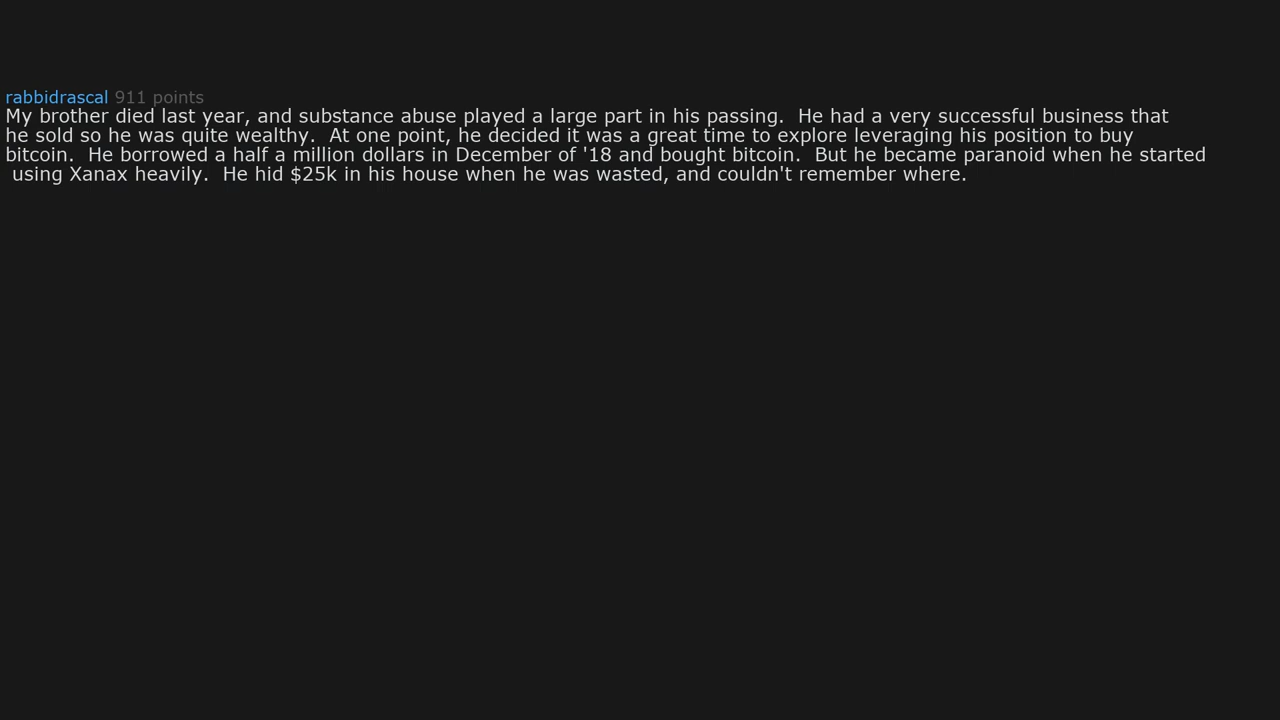 rabbidrascal 911 points
My brother died last year, and substance abuse played a large part in his passing.  He had a very successful business that
he sold so he was quite wealthy.  At one point, he decided it was a great time to explore leveraging his position to buy
bitcoin.  He borrowed a half a million dollars in December of '18 and bought bitcoin.  But he became paranoid when he started
using Xanax heavily.  He hid $25k in his house when he was wasted, and couldn't remember where.